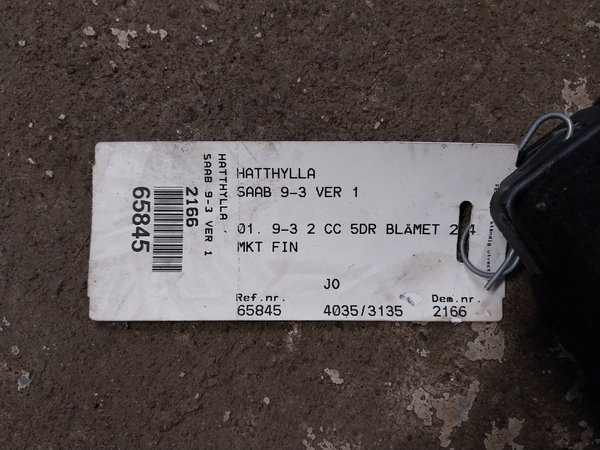 HATTHYLLA
SAAB 9-3 VER 1
01. 9-3 2 CC 5DR BLÅMET 2
MKT FIN
JO
Ref.nr.
65845
4035/3135
Dem.nr.
2166
HATTHYLLA
SAAB 9-3 VER 1
2166
65845